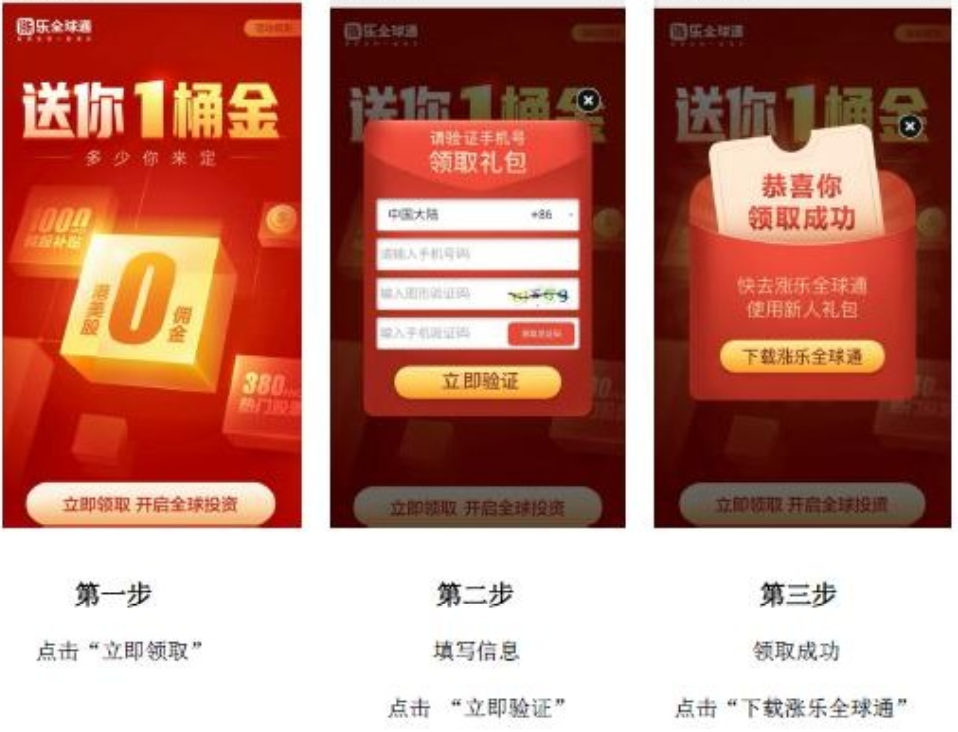 涨乐全球通
送你1桶金
多少你来定
1000
港美股
0
佣金
380
热门股票
立即领取 开启全球投资
涨乐全球通
送你1桶金
请验证手机号
领取礼包
中国大陆 +86
请输入手机号码
输入图形验证码
输入手机验证码
立即验证
立即领取 开启全球投资
涨乐全球通
送你1桶金
恭喜你
领取成功
快去涨乐全球通
使用新人礼包
下载涨乐全球通
立即领取 开启全球投资
第一步
点击“立即领取”
第二步
填写信息
点击 “立即验证”
第三步
领取成功
点击“下载涨乐全球通”